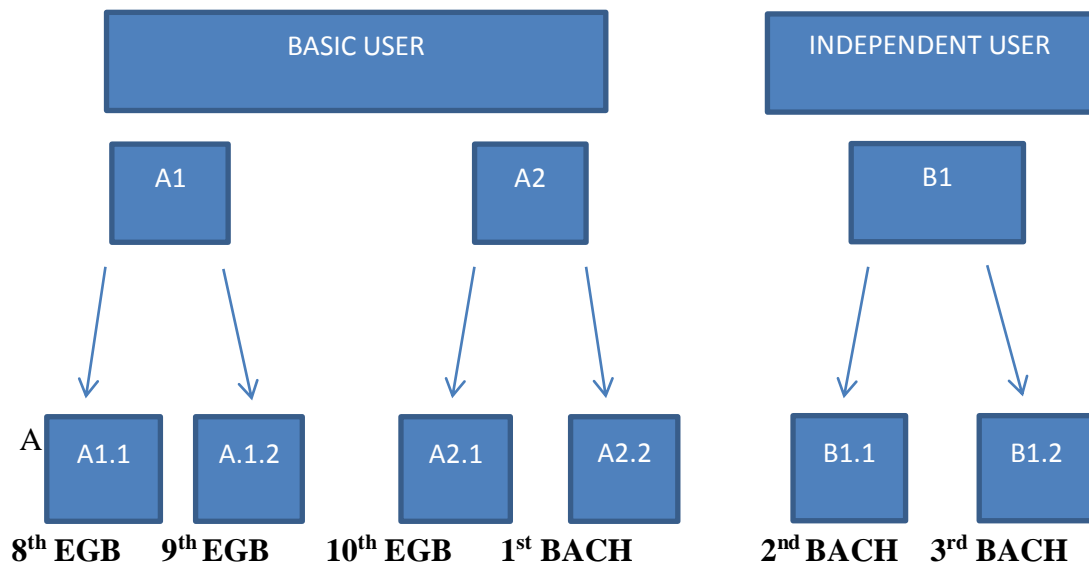 BASIC USER INDEPENDENT USER
A1 A2 B1
A A1.1 A.1.2 A2.1 A2.2 B1.1 B1.2
8th EGB 9th EGB 10th EGB 1st BACH 2nd BACH 3rd BACH